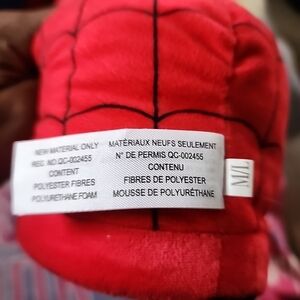 NEW MATERIAL ONLY
REG. NO.QC-002455
CONTENT
POLYESTER FIBRES
POLYURETHANE FOAM
MATÉRIAUX NEUFS SEULEMENT
N° DE PERMIS QC-002455
CONTENU
FIBRES DE POLYESTER
MOUSSE DE POLYURÉTHANE
M/L